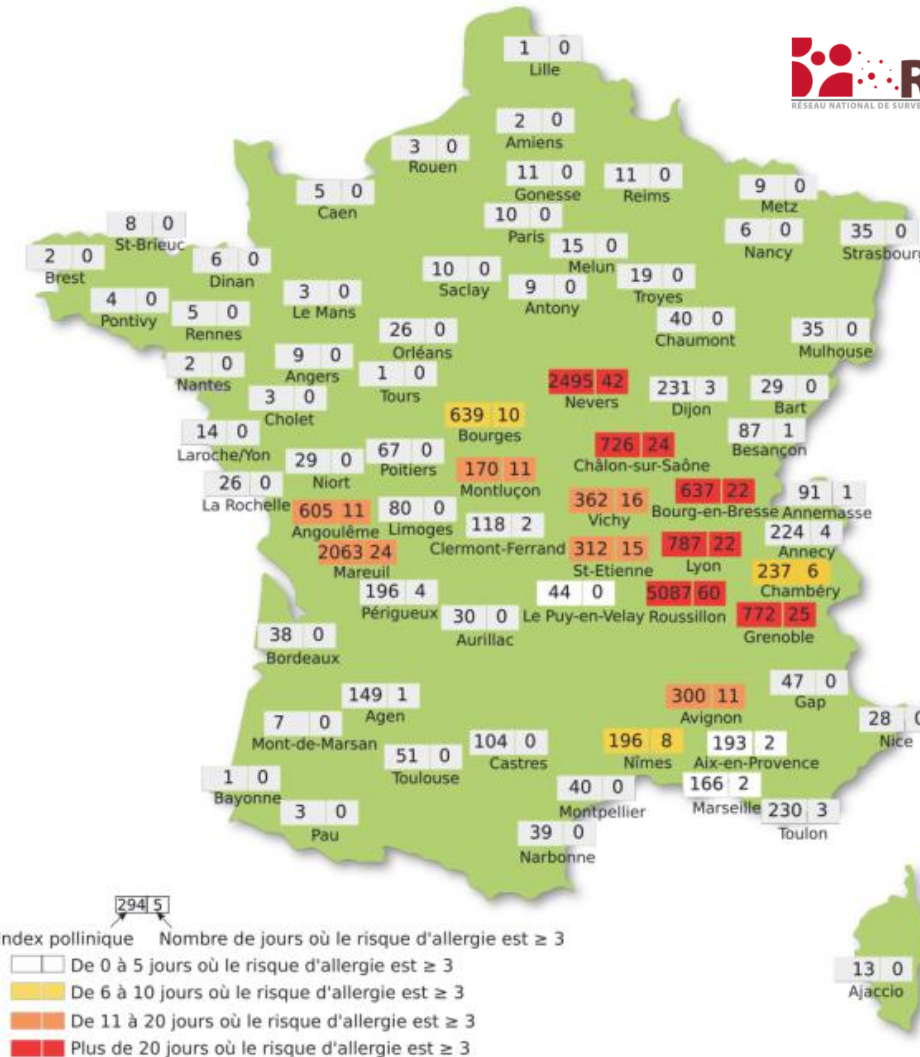 R
RÉSEAU NATIONAL DE SURVE
1 0
Lille
2 0
Amiens
3 0
Rouen
11 0
Gonesse
11 0
Reims
9 0
Metz
5 0
Caen
10 0
Paris
6 0
Nancy
35 0
Strasbourg
8 0
St-Brieuc
2 0
Brest
6 0
Dinan
15 0
Melun
10 0
Saclay
9 0
Antony
19 0
Troyes
4 0
Pontivy
5 0
Rennes
3 0
Le Mans
40 0
Chaumont
35 0
Mulhouse
26 0
Orléans
2 0
Nantes
9 0
Angers
1 0
Tours
2495 42
Nevers
231 3
Dijon
29 0
Bart
3 0
Cholet
639 10
Bourges
87 1
Besançon
14 0
Laroche/Yon
29 0
Niort
67 0
Poitiers
726 24
Châlon-sur-Saône
26 0
La Rochelle
170 11
Montluçon
637 22
Bourg-en-Bresse
91 1
Annemasse
605 11
Angoulême
80 0
Limoges
362 16
Vichy
118 2
Clermont-Ferrand
224 4
Annecy
2063 24
Mareuil
312 15
St-Etienne
787 22
Lyon
237 6
Chambéry
196 4
Périgueux
44 0
Le Puy-en-Velay
5087 60
Roussillon
772 25
Grenoble
30 0
Aurillac
38 0
Bordeaux
47 0
Gap
149 1
Agen
300 11
Avignon
28 0
Nice
7 0
Mont-de-Marsan
51 0
Toulouse
104 0
Castres
196 8
Nîmes
193 2
Aix-en-Provence
1 0
Bayonne
40 0
Montpellier
166 2
Marseille
3 0
Pau
230 3
Toulon
39 0
Narbonne
13 0
Ajaccio
294 5
ndex pollinique Nombre de jours où le risque d'allergie est ≥ 3
De 0 à 5 jours où le risque d'allergie est ≥ 3
De 6 à 10 jours où le risque d'allergie est ≥ 3
De 11 à 20 jours où le risque d'allergie est ≥ 3
Plus de 20 jours où le risque d'allergie est ≥ 3